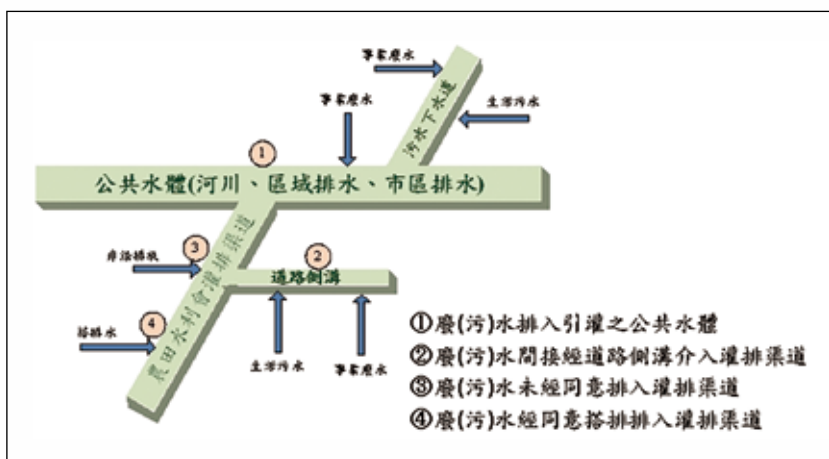 事業廢水
事業廢水
生活污水
污水下水道
①
公共水體(河川、區域排水、市區排水)
農田水利會灌排渠道
非法排放
③
②
道路側溝
搭排水
④
生活污水
事業廢水
①廢(污)水排入引灌之公共水體
②廢(污)水間接經道路側溝介入灌排渠道
③廢(污)水未經同意排入灌排渠道
④廢(污)水經同意搭排排入灌排渠道